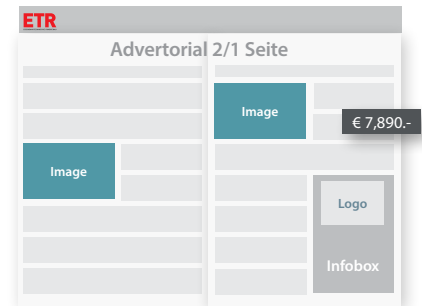 ETR
Advertorial 2/1 Seite
Image
€ 7,890.-
Image
Logo
Infobox